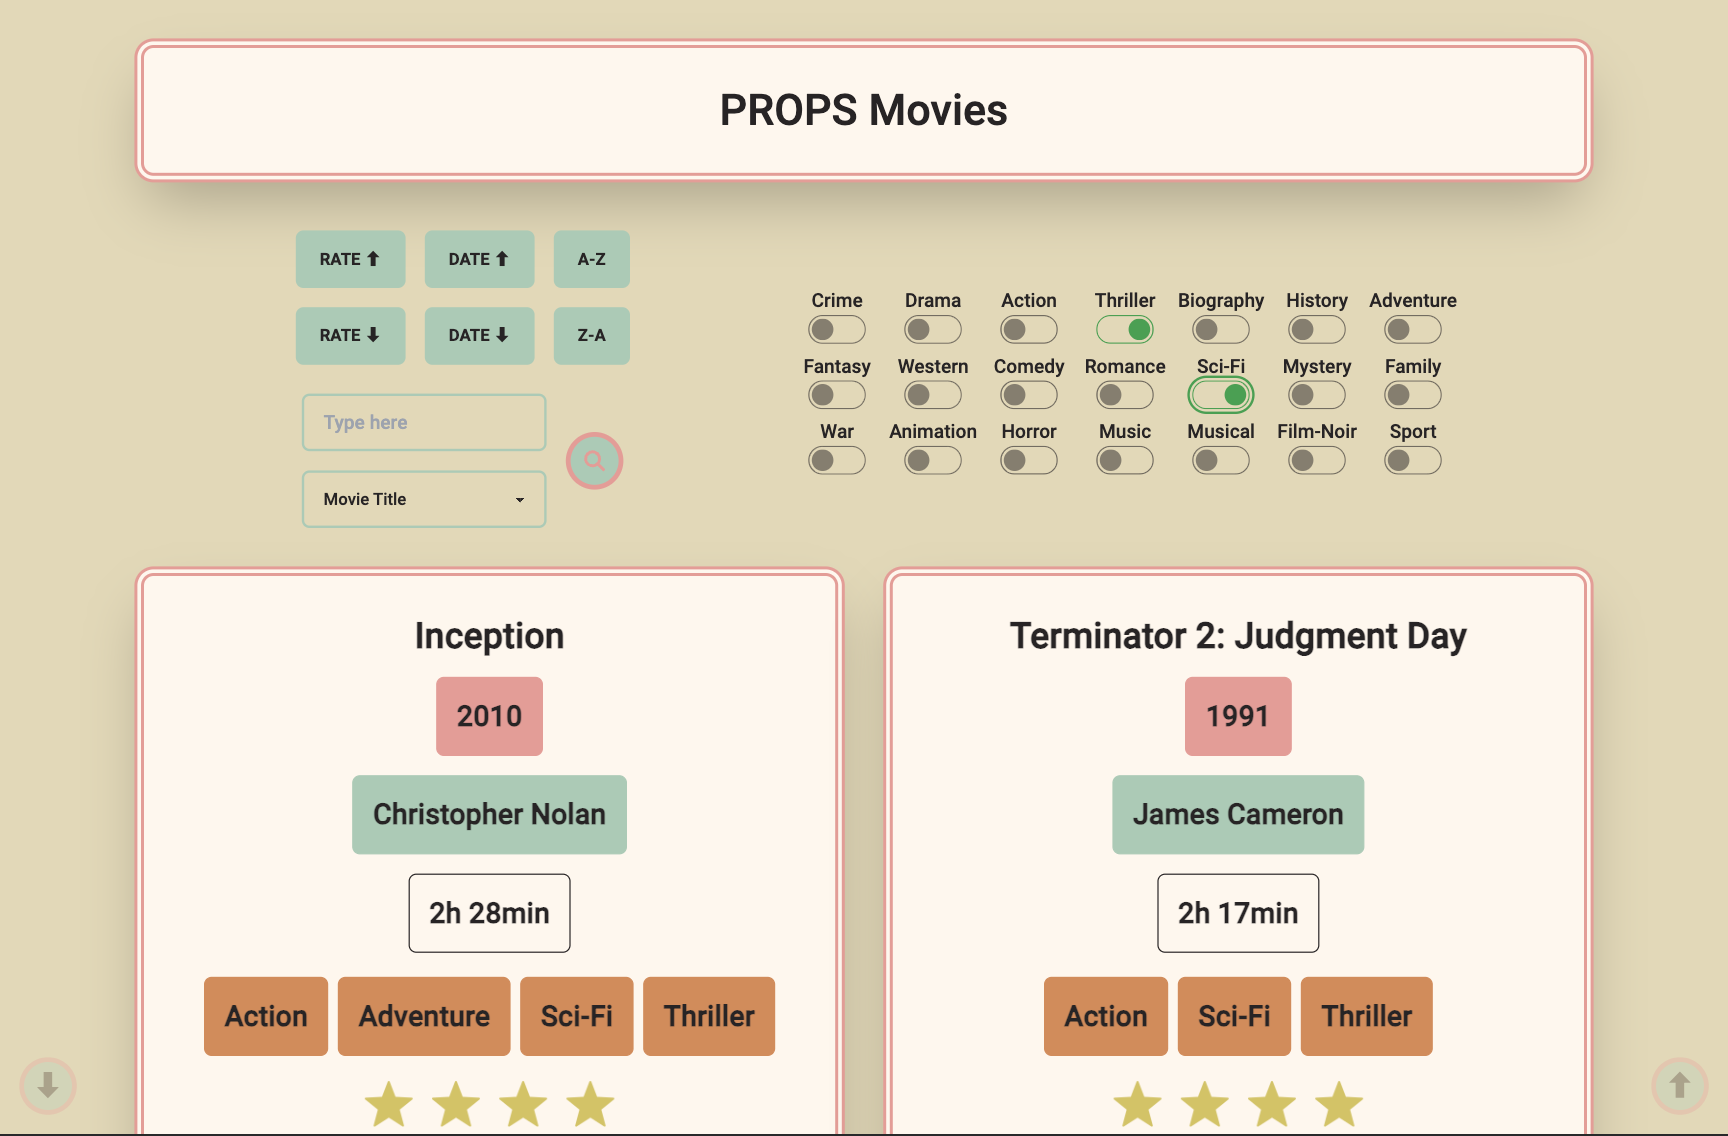 PROPS Movies
RATE ⬆ DATE ⬆ A-Z
RATE ⬇ DATE ⬇ Z-A
Type here
Movie Title
Crime Drama Action Thriller Biography History Adventure
Fantasy Western Comedy Romance Sci-Fi Mystery Family
War Animation Horror Music Musical Film-Noir Sport
Inception
2010
Christopher Nolan
2h 28min
Action Adventure Sci-Fi Thriller
Terminator 2: Judgment Day
1991
James Cameron
2h 17min
Action Sci-Fi Thriller